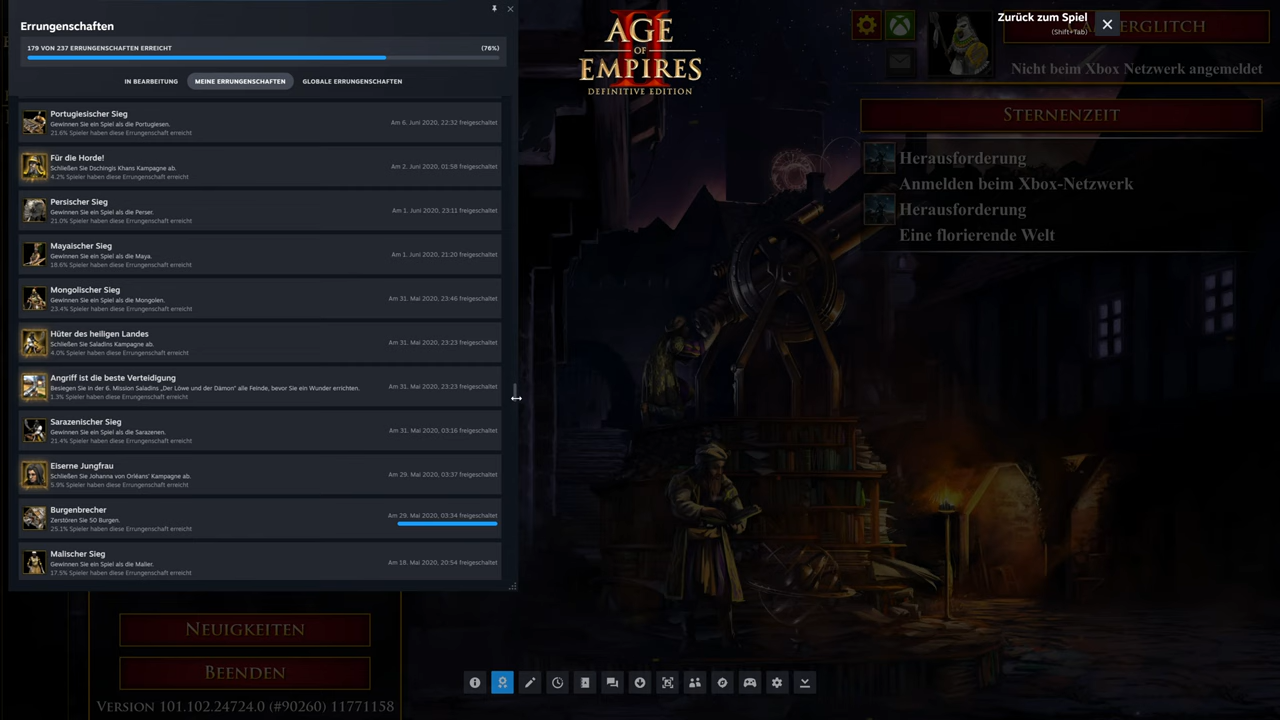 Errungenschaften
179 VON 237 ERRUNGENSCHAFTEN ERREICHT
(76%)
IN BEARBEITUNG
MEINE ERRUNGENSCHAFTEN
GLOBALE ERRUNGENSCHAFTEN
Portugiesischer Sieg
Gewinnen Sie ein Spiel als die Portugiesen.
21.6% Spieler haben diese Errungenschaft erreicht
Am 6. Juni 2020, 22:32 freigeschaltet
Für die Horde!
Schließen Sie Dschingis Khans Kampagne ab.
4.2% Spieler haben diese Errungenschaft erreicht
Am 2. Juni 2020, 01:58 freigeschaltet
Persischer Sieg
Gewinnen Sie ein Spiel als die Perser.
21.0% Spieler haben diese Errungenschaft erreicht
Am 1. Juni 2020, 23:11 freigeschaltet
Mayaischer Sieg
Gewinnen Sie ein Spiel als die Maya.
18.6% Spieler haben diese Errungenschaft erreicht
Am 1. Juni 2020, 21:20 freigeschaltet
Mongolischer Sieg
Gewinnen Sie ein Spiel als die Mongolen.
23.4% Spieler haben diese Errungenschaft erreicht
Am 31. Mai 2020, 23:46 freigeschaltet
Hüter des heiligen Landes
Schließen Sie Saladins Kampagne ab.
4.0% Spieler haben diese Errungenschaft erreicht
Am 31. Mai 2020, 23:23 freigeschaltet
Angriff ist die beste Verteidigung
Besiegen Sie in der 6. Mission Saladins „Der Löwe und der Dämon" alle Feinde, bevor Sie ein Wunder errichten.
1.3% Spieler haben diese Errungenschaft erreicht
Am 31. Mai 2020, 23:23 freigeschaltet
Sarazenischer Sieg
Gewinnen Sie ein Spiel als die Sarazenen.
21.4% Spieler haben diese Errungenschaft erreicht
Am 31. Mai 2020, 03:16 freigeschaltet
Eiserne Jungfrau
Schließen Sie Johanna von Orléans' Kampagne ab.
5.9% Spieler haben diese Errungenschaft erreicht
Am 29. Mai 2020, 03:37 freigeschaltet
Burgenbrecher
Zerstören Sie 50 Burgen.
25.1% Spieler haben diese Errungenschaft erreicht
Am 29. Mai 2020, 03:34 freigeschaltet
Malischer Sieg
Gewinnen Sie ein Spiel als die Malier.
17.5% Spieler haben diese Errungenschaft erreicht
Am 18. Mai 2020, 20:54 freigeschaltet
NEUIGKEITEN
BEENDEN
VERSION 101.102.24724.0 (#90260) 11771158
AGE
OF
EMPIRES
II
DEFINITIVE EDITION
Zurück zum Spiel
(Shift+Tab)
ERGLITCH
Nicht beim Xbox Netzwerk angemeldet
STERNENZEIT
Herausforderung
Anmelden beim Xbox-Netzwerk
Herausforderung
Eine florierende Welt